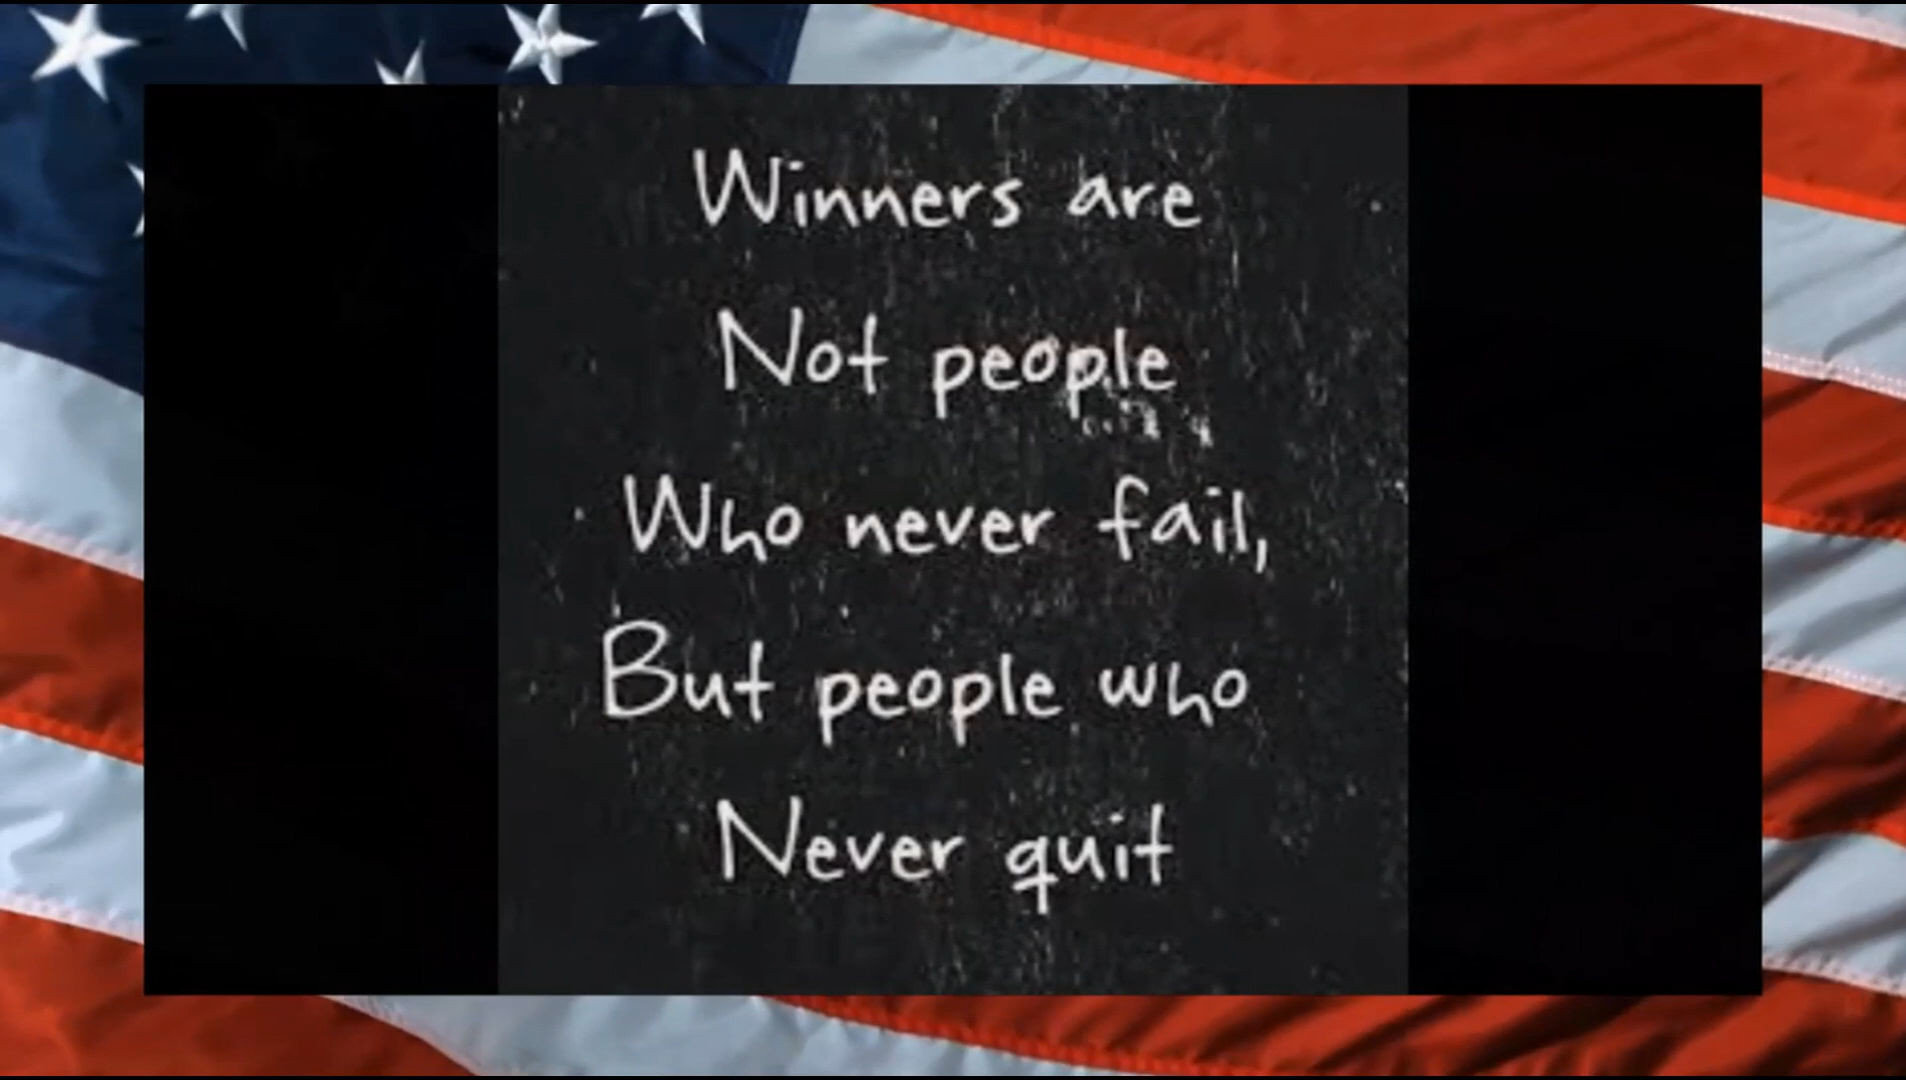 Winners are
Not people
Who never fail,
But people who
Never quit